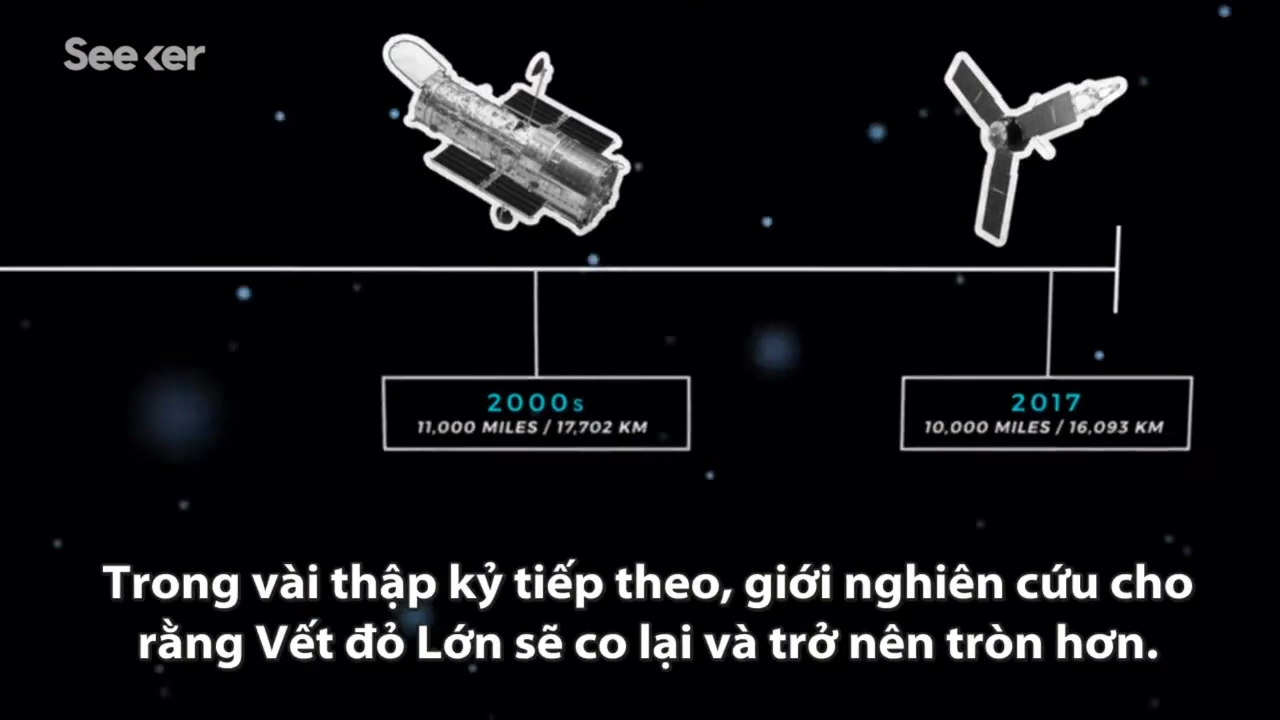 Seeker
2000s
11,000 MILES / 17,702 KM
2017
10,000 MILES / 16,093 KM
Trong vài thập kỷ tiếp theo, giới nghiên cứu cho
rằng Vết đỏ Lớn sẽ co lại và trở nên tròn hơn.